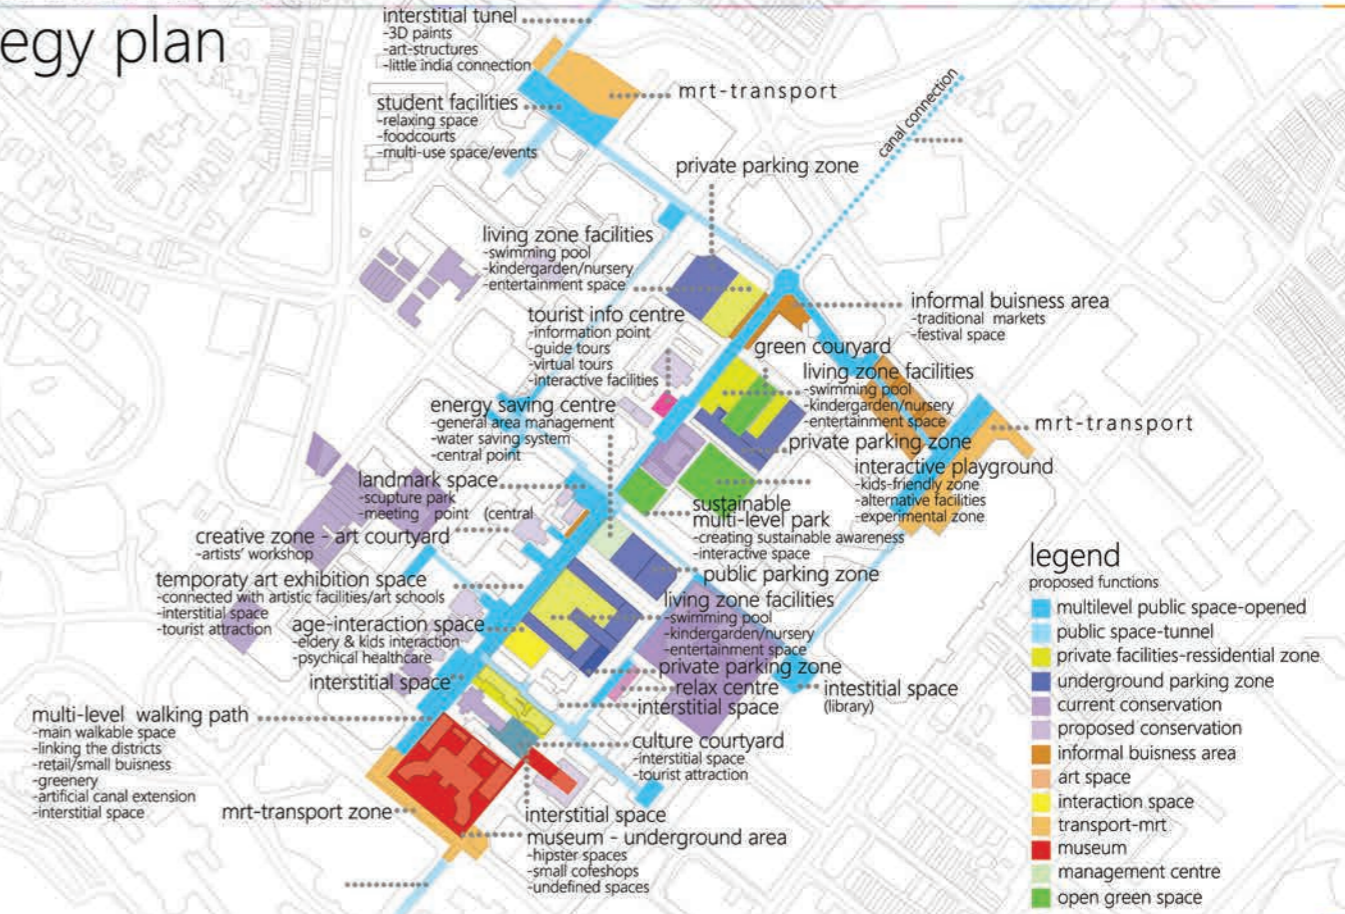 egy plan
interstitial tunel
-3D paints
-art-structures
-little india connection
mrt-transport
student facilities
-relaxing space
-foodcourts
-multi-use space/events
canal connection
private parking zone
living zone facilities
-swimming pool
-kindergarden/nursery
-entertainment space
informal buisness area
-traditional markets
-festival space
tourist info centre
-information point
-guide tours
-virtual tours
-interactive facilities
green couryard
living zone facilities
-swimming pool
-kindergarden/nursery
-entertainment space
energy saving centre
-general area management
-water saving system
-central point
mrt-transport
private parking zone
interactive playground
-kids-friendly zone
-alternative facilities
-experimental zone
landmark space
-scupture park
-meeting point (central
sustainable
multi-level park
-creating sustainable awareness
-interactive space
creative zone - art courtyard
-artists' workshop
public parking zone
temporaty art exhibition space
-connected with artistic facilities/art schools
-interstitial space
-tourist attraction
living zone facilities
-swimming pool
-kindergarden/nursery
-entertainment space
age-interaction space
-eldery & kids interaction
-psychical healthcare
private parking zone
interstitial space
relax centre
interstitial space
intestitial space
(library)
multi-level walking path
-main walkable space
-linking the districts
-retail/small buisness
-greenery
-artificial canal extension
-interstitial space
culture courtyard
-interstitial space
-tourist attraction
mrt-transport zone
interstitial space
museum - underground area
-hipster spaces
-small cofeshops
-undefined spaces
legend
proposed functions
multilevel public space-opened
public space-tunnel
private facilities-ressidential zone
underground parking zone
current conservation
proposed conservation
informal buisness area
art space
interaction space
transport-mrt
museum
management centre
open green space